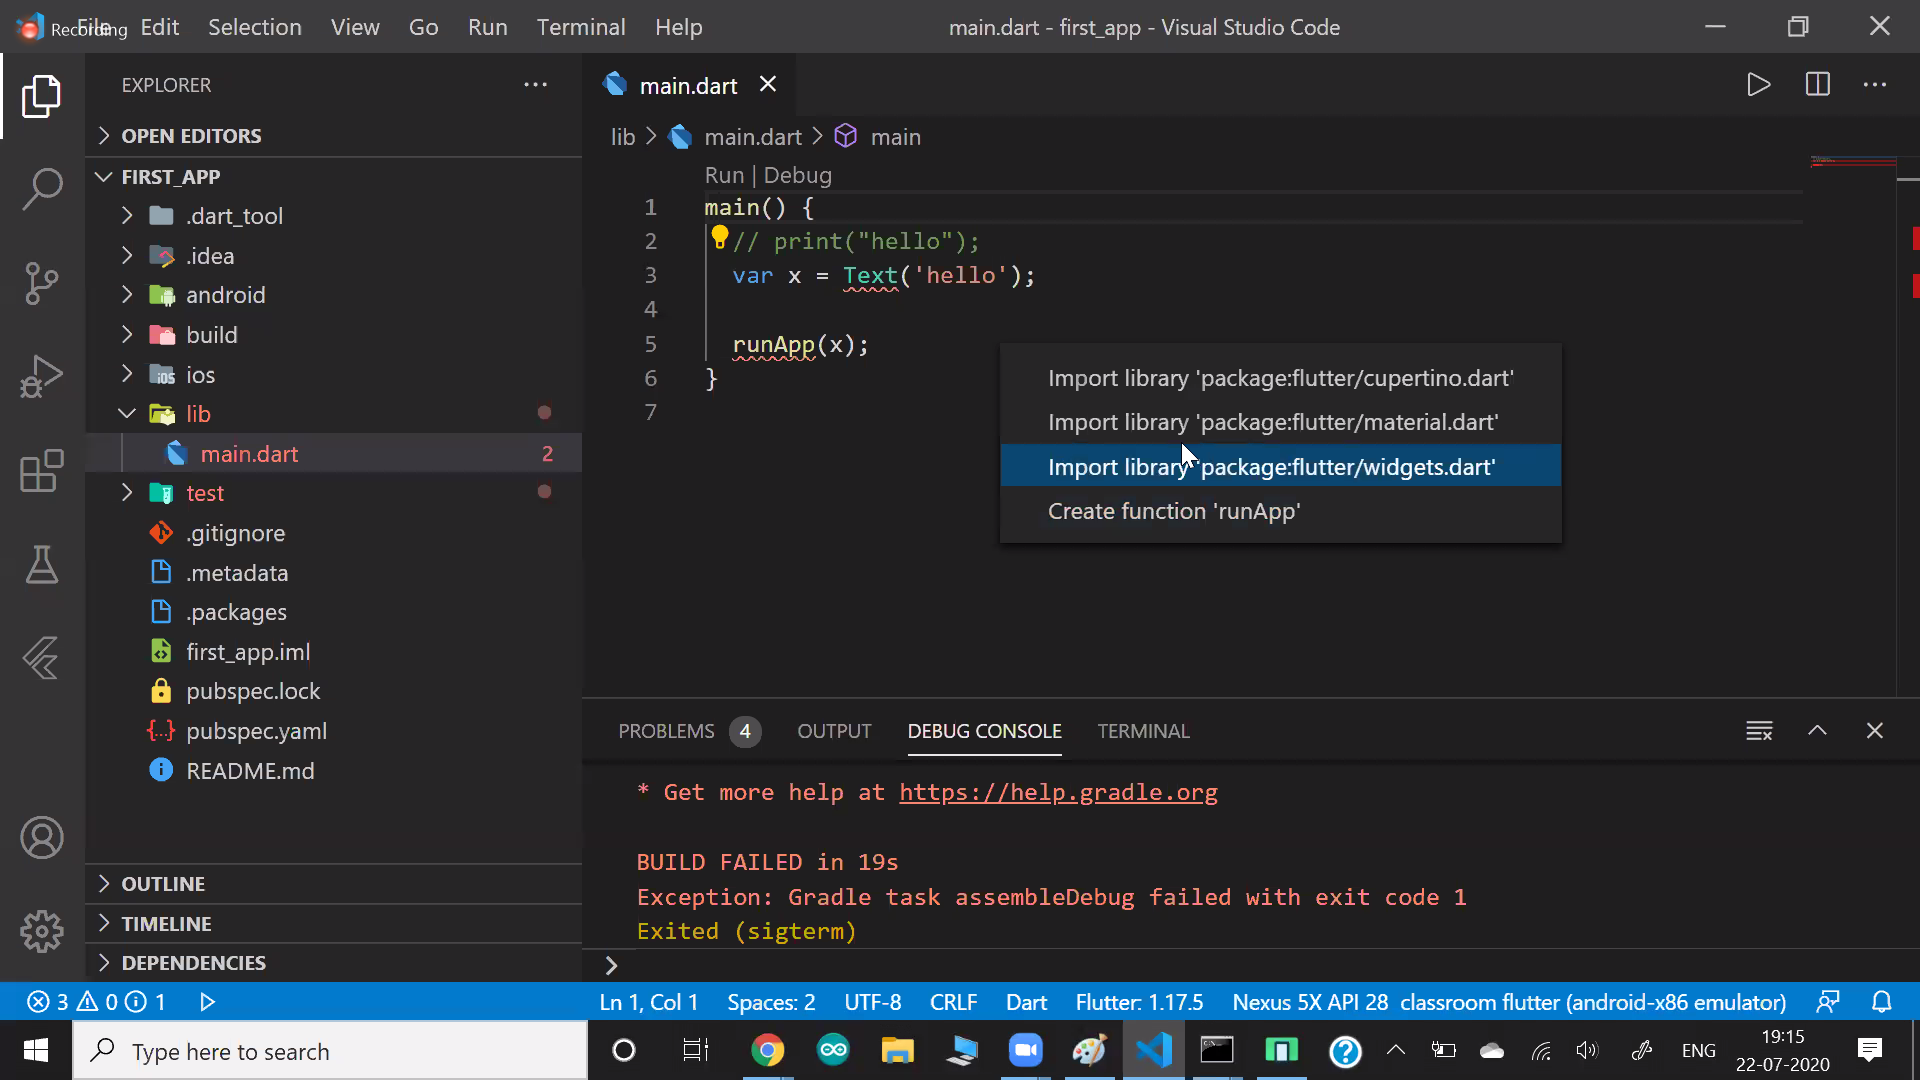 Recording
File Edit Selection View Go Run Terminal Help
main.dart - first_app - Visual Studio Code
EXPLORER
OPEN EDITORS
FIRST_APP
.dart_tool
.idea
android
build
ios
lib
main.dart 2
test
.gitignore
.metadata
.packages
first_app.iml
pubspec.lock
pubspec.yaml
README.md
OUTLINE
TIMELINE
DEPENDENCIES
main.dart
lib > main.dart > main
Run | Debug
1 main() {
2 // print("hello");
3 var x = Text('hello');
4
5 runApp(x);
6 }
7
Import library 'package:flutter/cupertino.dart'
Import library 'package:flutter/material.dart'
Import library 'package:flutter/widgets.dart'
Create function 'runApp'
PROBLEMS 4 OUTPUT DEBUG CONSOLE TERMINAL
* Get more help at https://help.gradle.org
BUILD FAILED in 19s
Exception: Gradle task assembleDebug failed with exit code 1
Exited (sigterm)
3 0 1 Ln 1, Col 1 Spaces: 2 UTF-8 CRLF Dart Flutter: 1.17.5 Nexus 5X API 28 classroom flutter (android-x86 emulator)
Type here to search
ENG
19:15
22-07-2020